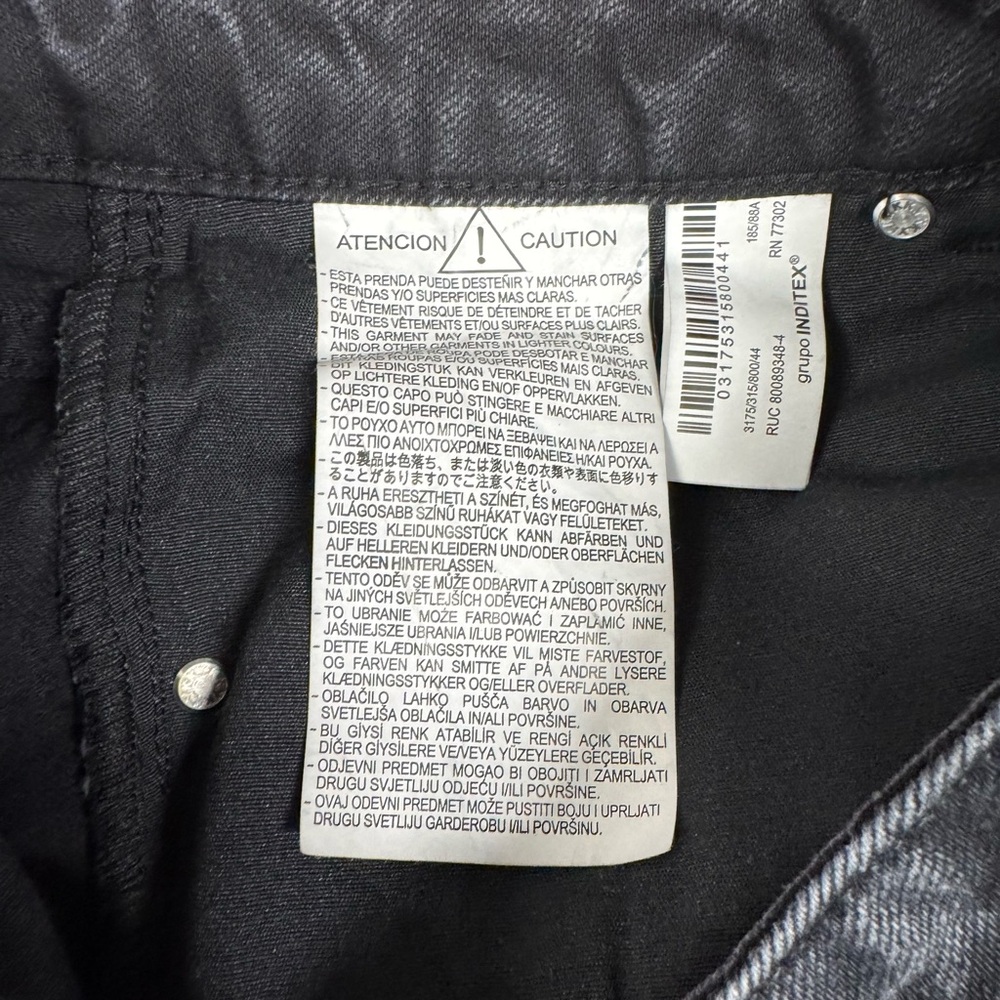 ATENCION ! CAUTION
- ESTA PRENDA PUEDE DESTEÑIR Y MANCHAR OTRAS
PRENDAS Y/O SUPERFICIES MAS CLARAS.
- CE VÊTEMENT RISQUE DE DÉTEINDRE ET DE TACHER
D'AUTRES VÊTEMENTS ET/OU SURFACES PLUS CLAIRS.
- THIS GARMENT MAY FADE AND STAIN SURFACES
AND/OR OTHER GARMENTS IN LIGHTER COLOURS.
ROUPA PODE DESBOTAR E MANCHAR
ESTRAS ROUPAS E/OU SUPERFÍCIES MAIS CLARAS.
DIT KLEDINGSTUK KAN VERKLEUREN EN AFGEVEN
OP LICHTERE KLEDING EN/OF OPPERVLAKKEN.
- QUESTO CAPO PUÒ STINGERE E MACCHIARE ALTRI
CAPI E/O SUPERFICI PIÙ CHIARE.
- ΤΟ ΡΟΥΧΟ ΑΥΤΟ ΜΠΟΡΕΙ ΝΑ ΞΕΒΑΨΕΙ ΚΑΙ ΝΑ ΛΕΡΩΣΕΙ Α
ΛΛΕΣ ΠΙΟ ΑΝΟΙΧΤΟΧΡΩΜΕΣ ΕΠΙΦΑΝΕΙΕΣ Η/ΚΑΙ ΡΟΥΧΑ.
- この製品は色落ち、または淡い色の衣類や表面に色移りす
ることがありますのでご注意ください。
- A RUHA ERESZTHETI A SZÍNÉT, ÉS MEGFOGHAT MÁS,
VILÁGOSABB SZÍNŰ RUHÁKAT VAGY FELÜLETEKET.
- DIESES KLEIDUNGSSTÜCK KANN ABFÄRBEN UND
AUF HELLEREN KLEIDERN UND/ODER OBERFLÄCHEN
FLECKEN HINTERLASSEN.
- TENTO ODĚV SE MŮŽE ODBARVIT A ZPŮSOBIT SKVRNY
NA JINÝCH SVĚTLEJŠÍCH ODĚVECH A/NEBO POVRŠÍCH.
- TO UBRANIE MOŻE FARBOWAĆ I ZAPLAMIĆ INNE,
JAŚNIEJSZE UBRANIA I/LUB POWIERZCHNIE.
- DETTE KLÆDNINGSSTYKKE VIL MISTE FARVESTOF,
OG FARVEN KAN SMITTE AF PÅ ANDRE LYSERE
KLÆDNINGSSTYKKER OG/ELLER OVERFLADER.
- OBLAČILO LAHKO PUŠČA BARVO IN OBARVA
SVETLEJŠA OBLAČILA IN/ALI POVRŠINE.
- BU GİYSİ RENK ATABİLİR VE RENGİ AÇIK RENKLİ
DİĞER GİYSİLERE VE/VEYA YÜZEYLERE GEÇEBİLİR.
- ODJEVNI PREDMET MOGAO BI OBOJITI I ZAMRLJATI
DRUGU SVJETLIJU ODJEĆU I/ILI POVRŠINE.
- OVAJ ODEVNI PREDMET MOŽE PUSTITI BOJU I UPRLJATI
DRUGU SVETLIJU GARDEROBU I/ILI POVRŠINU.
03175315800441
3175/315/800/44
185/88A
RUC 80089348-4
RN 77302
grupo INDITEX®